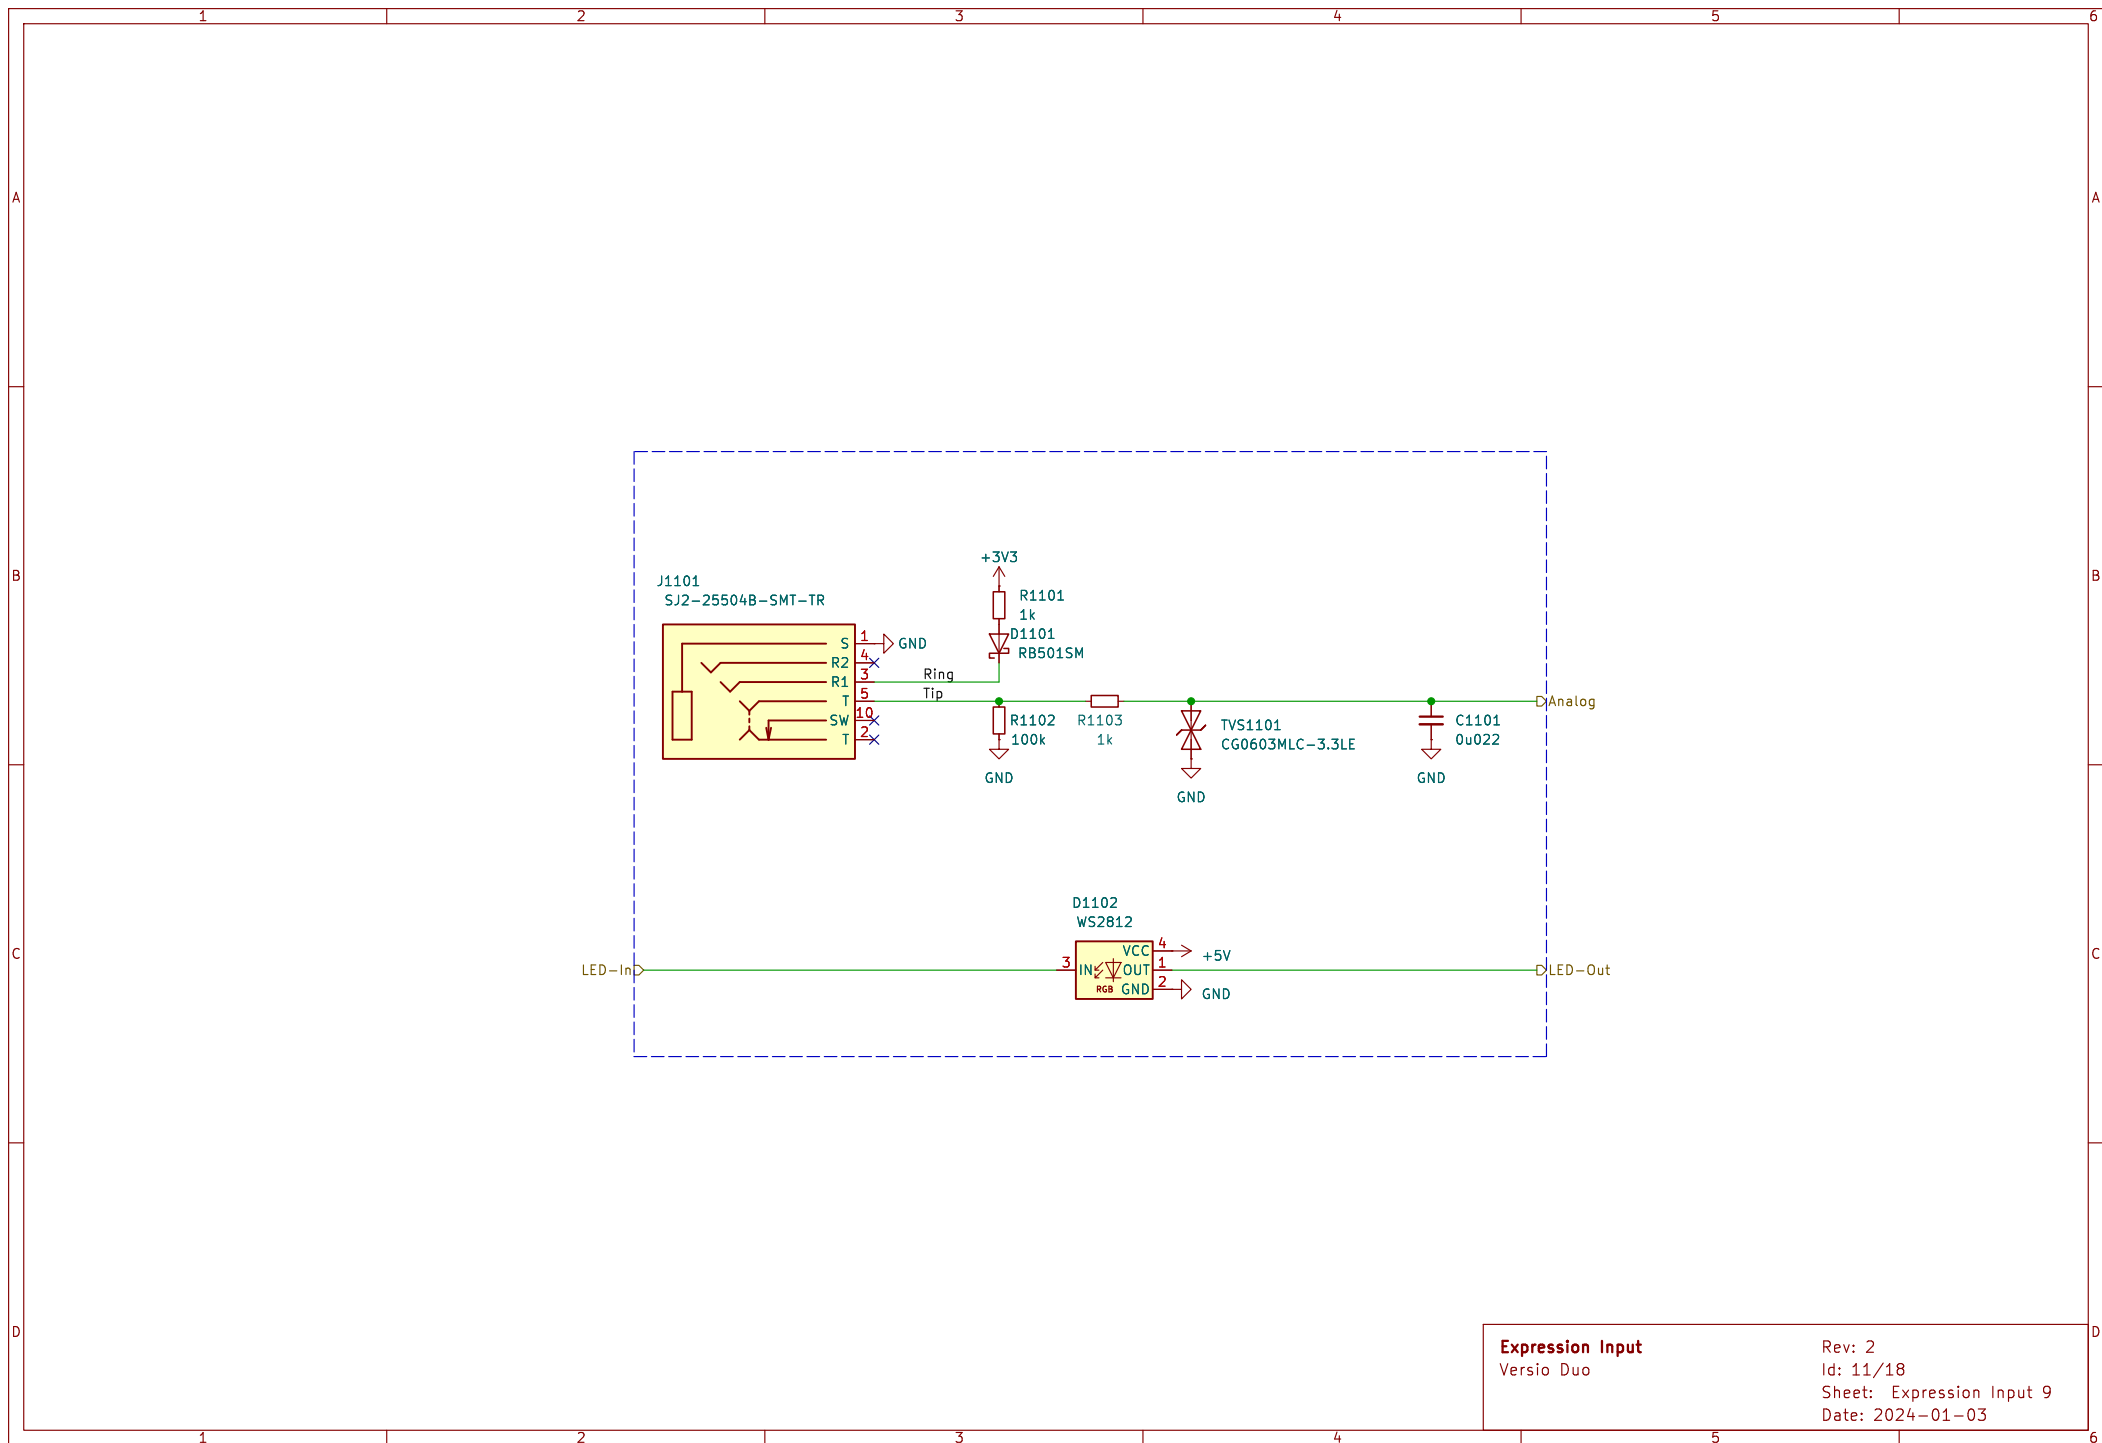 1 2 3 4 5 6
A A
B B
C C
D D
+3V3
J1101
SJ2-25504B-SMT-TR
R1101
1k
D1101
RB501SM
S 1 GND
R2 4
R1 3 Ring
T 5 Tip
SW 10
T 2
R1102
100k
GND
R1103
1k
TVS1101
CG0603MLC-3.3LE
GND
C1101
0u022
GND
Analog
D1102
WS2812
VCC 4 +5V
LED-In 3 IN OUT 1 LED-Out
RGB GND 2 GND
Expression Input
Versio Duo
Rev: 2
Id: 11/18
Sheet: Expression Input 9
Date: 2024-01-03
1 2 3 4 5 6